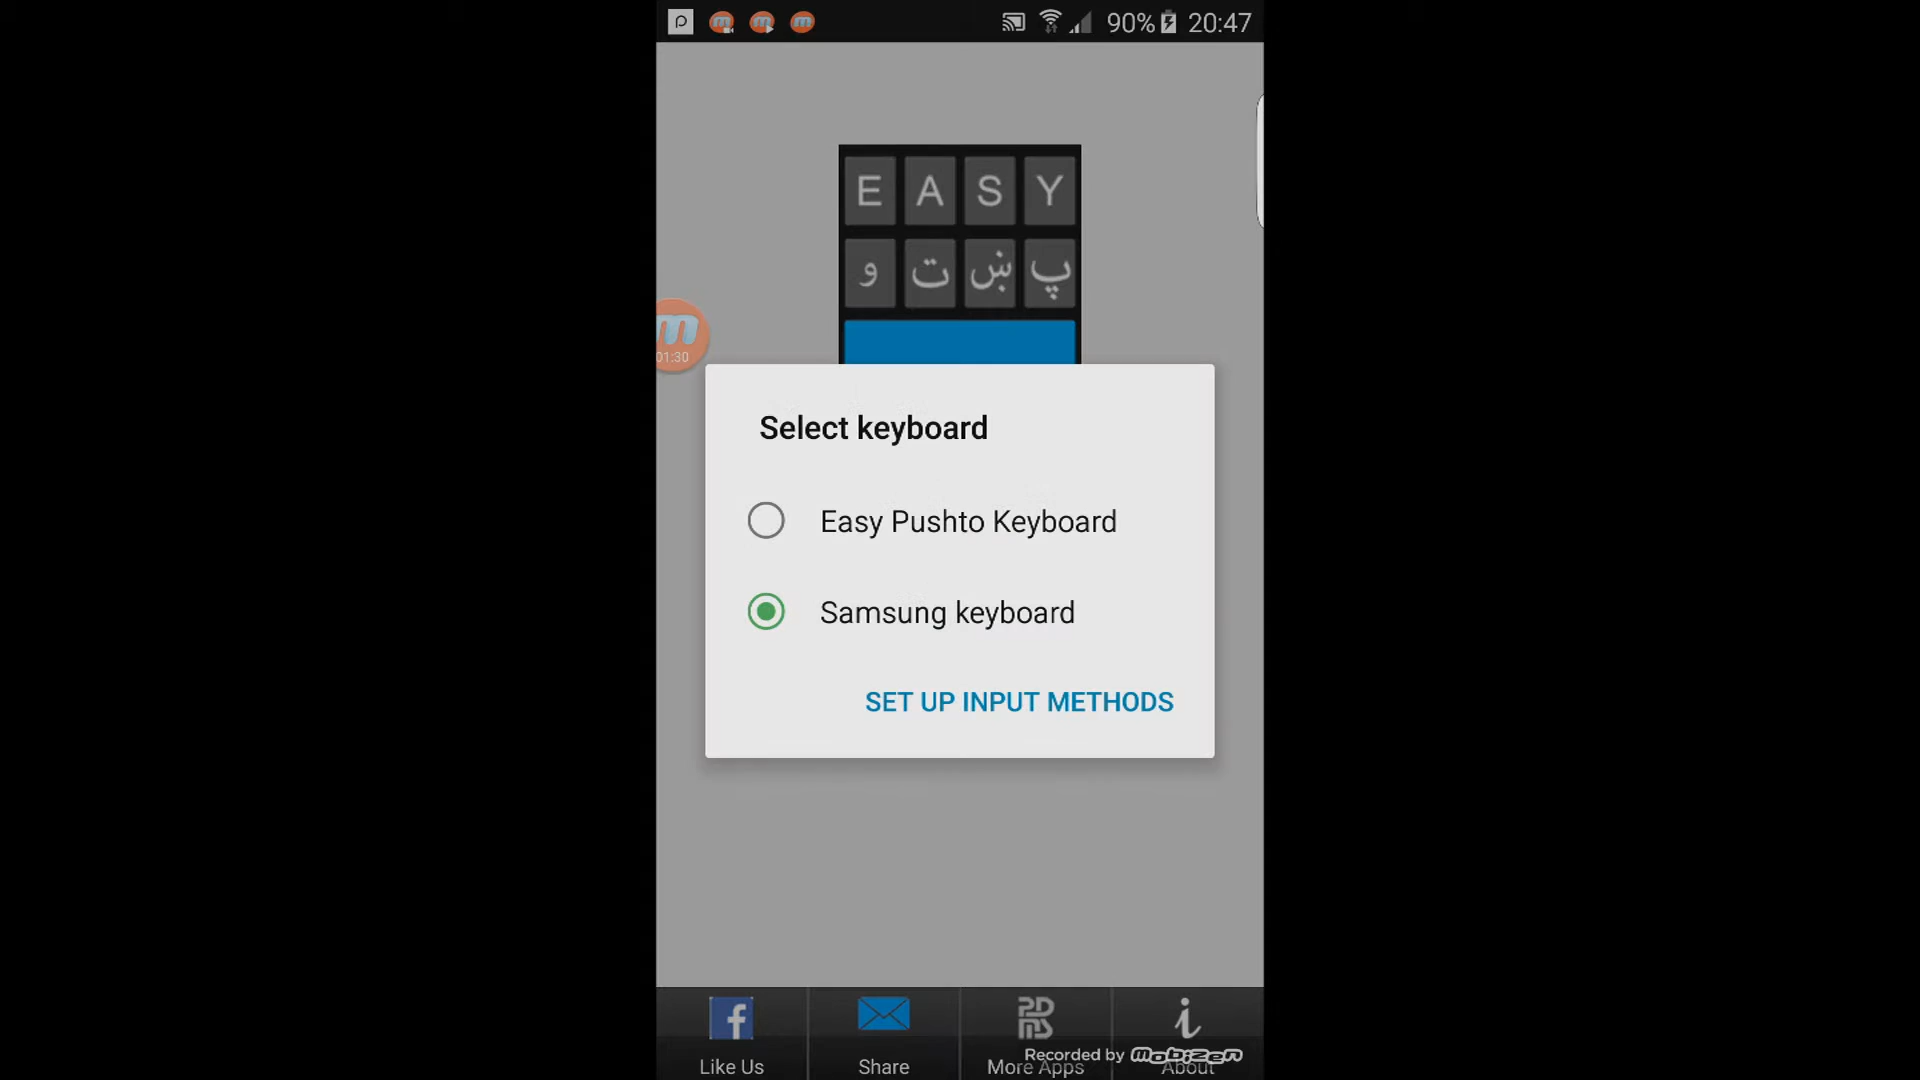 90% 20:47
E A S Y
و ت ښ پ
m
01:30
Select keyboard
Easy Pushto Keyboard
Samsung keyboard
SET UP INPUT METHODS
Like Us
Share
More Apps
About
Recorded by mobizen